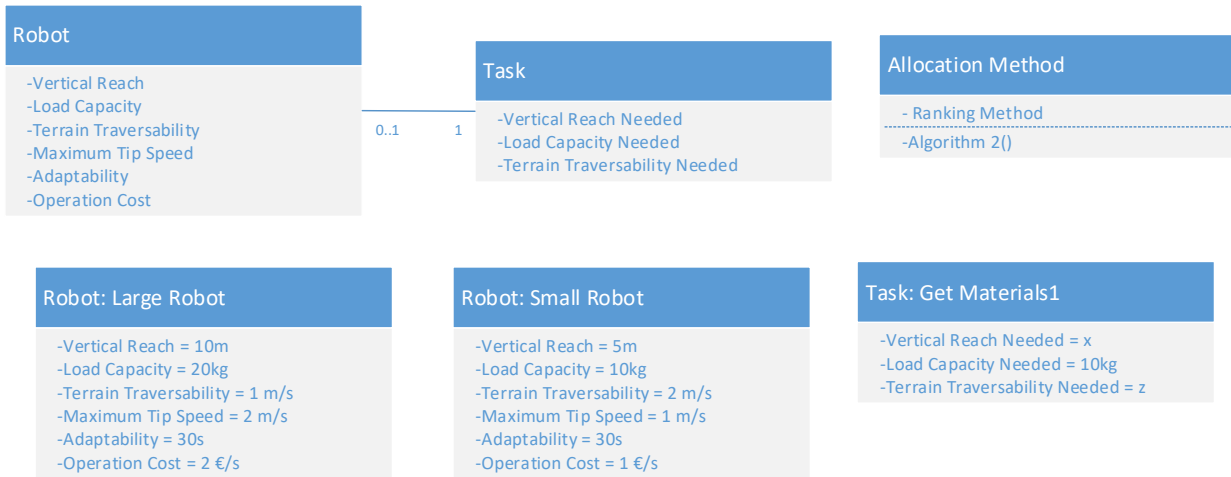 Robot
-Vertical Reach
-Load Capacity
-Terrain Traversability
-Maximum Tip Speed
-Adaptability
-Operation Cost
0..1
1
Task
-Vertical Reach Needed
-Load Capacity Needed
-Terrain Traversability Needed
Allocation Method
- Ranking Method
-Algorithm 2()
Robot: Large Robot
-Vertical Reach = 10m
-Load Capacity = 20kg
-Terrain Traversability = 1 m/s
-Maximum Tip Speed = 2 m/s
-Adaptability = 30s
-Operation Cost = 2 €/s
Robot: Small Robot
-Vertical Reach = 5m
-Load Capacity = 10kg
-Terrain Traversability = 2 m/s
-Maximum Tip Speed = 1 m/s
-Adaptability = 30s
-Operation Cost = 1 €/s
Task: Get Materials1
-Vertical Reach Needed = x
-Load Capacity Needed = 10kg
-Terrain Traversability Needed = z